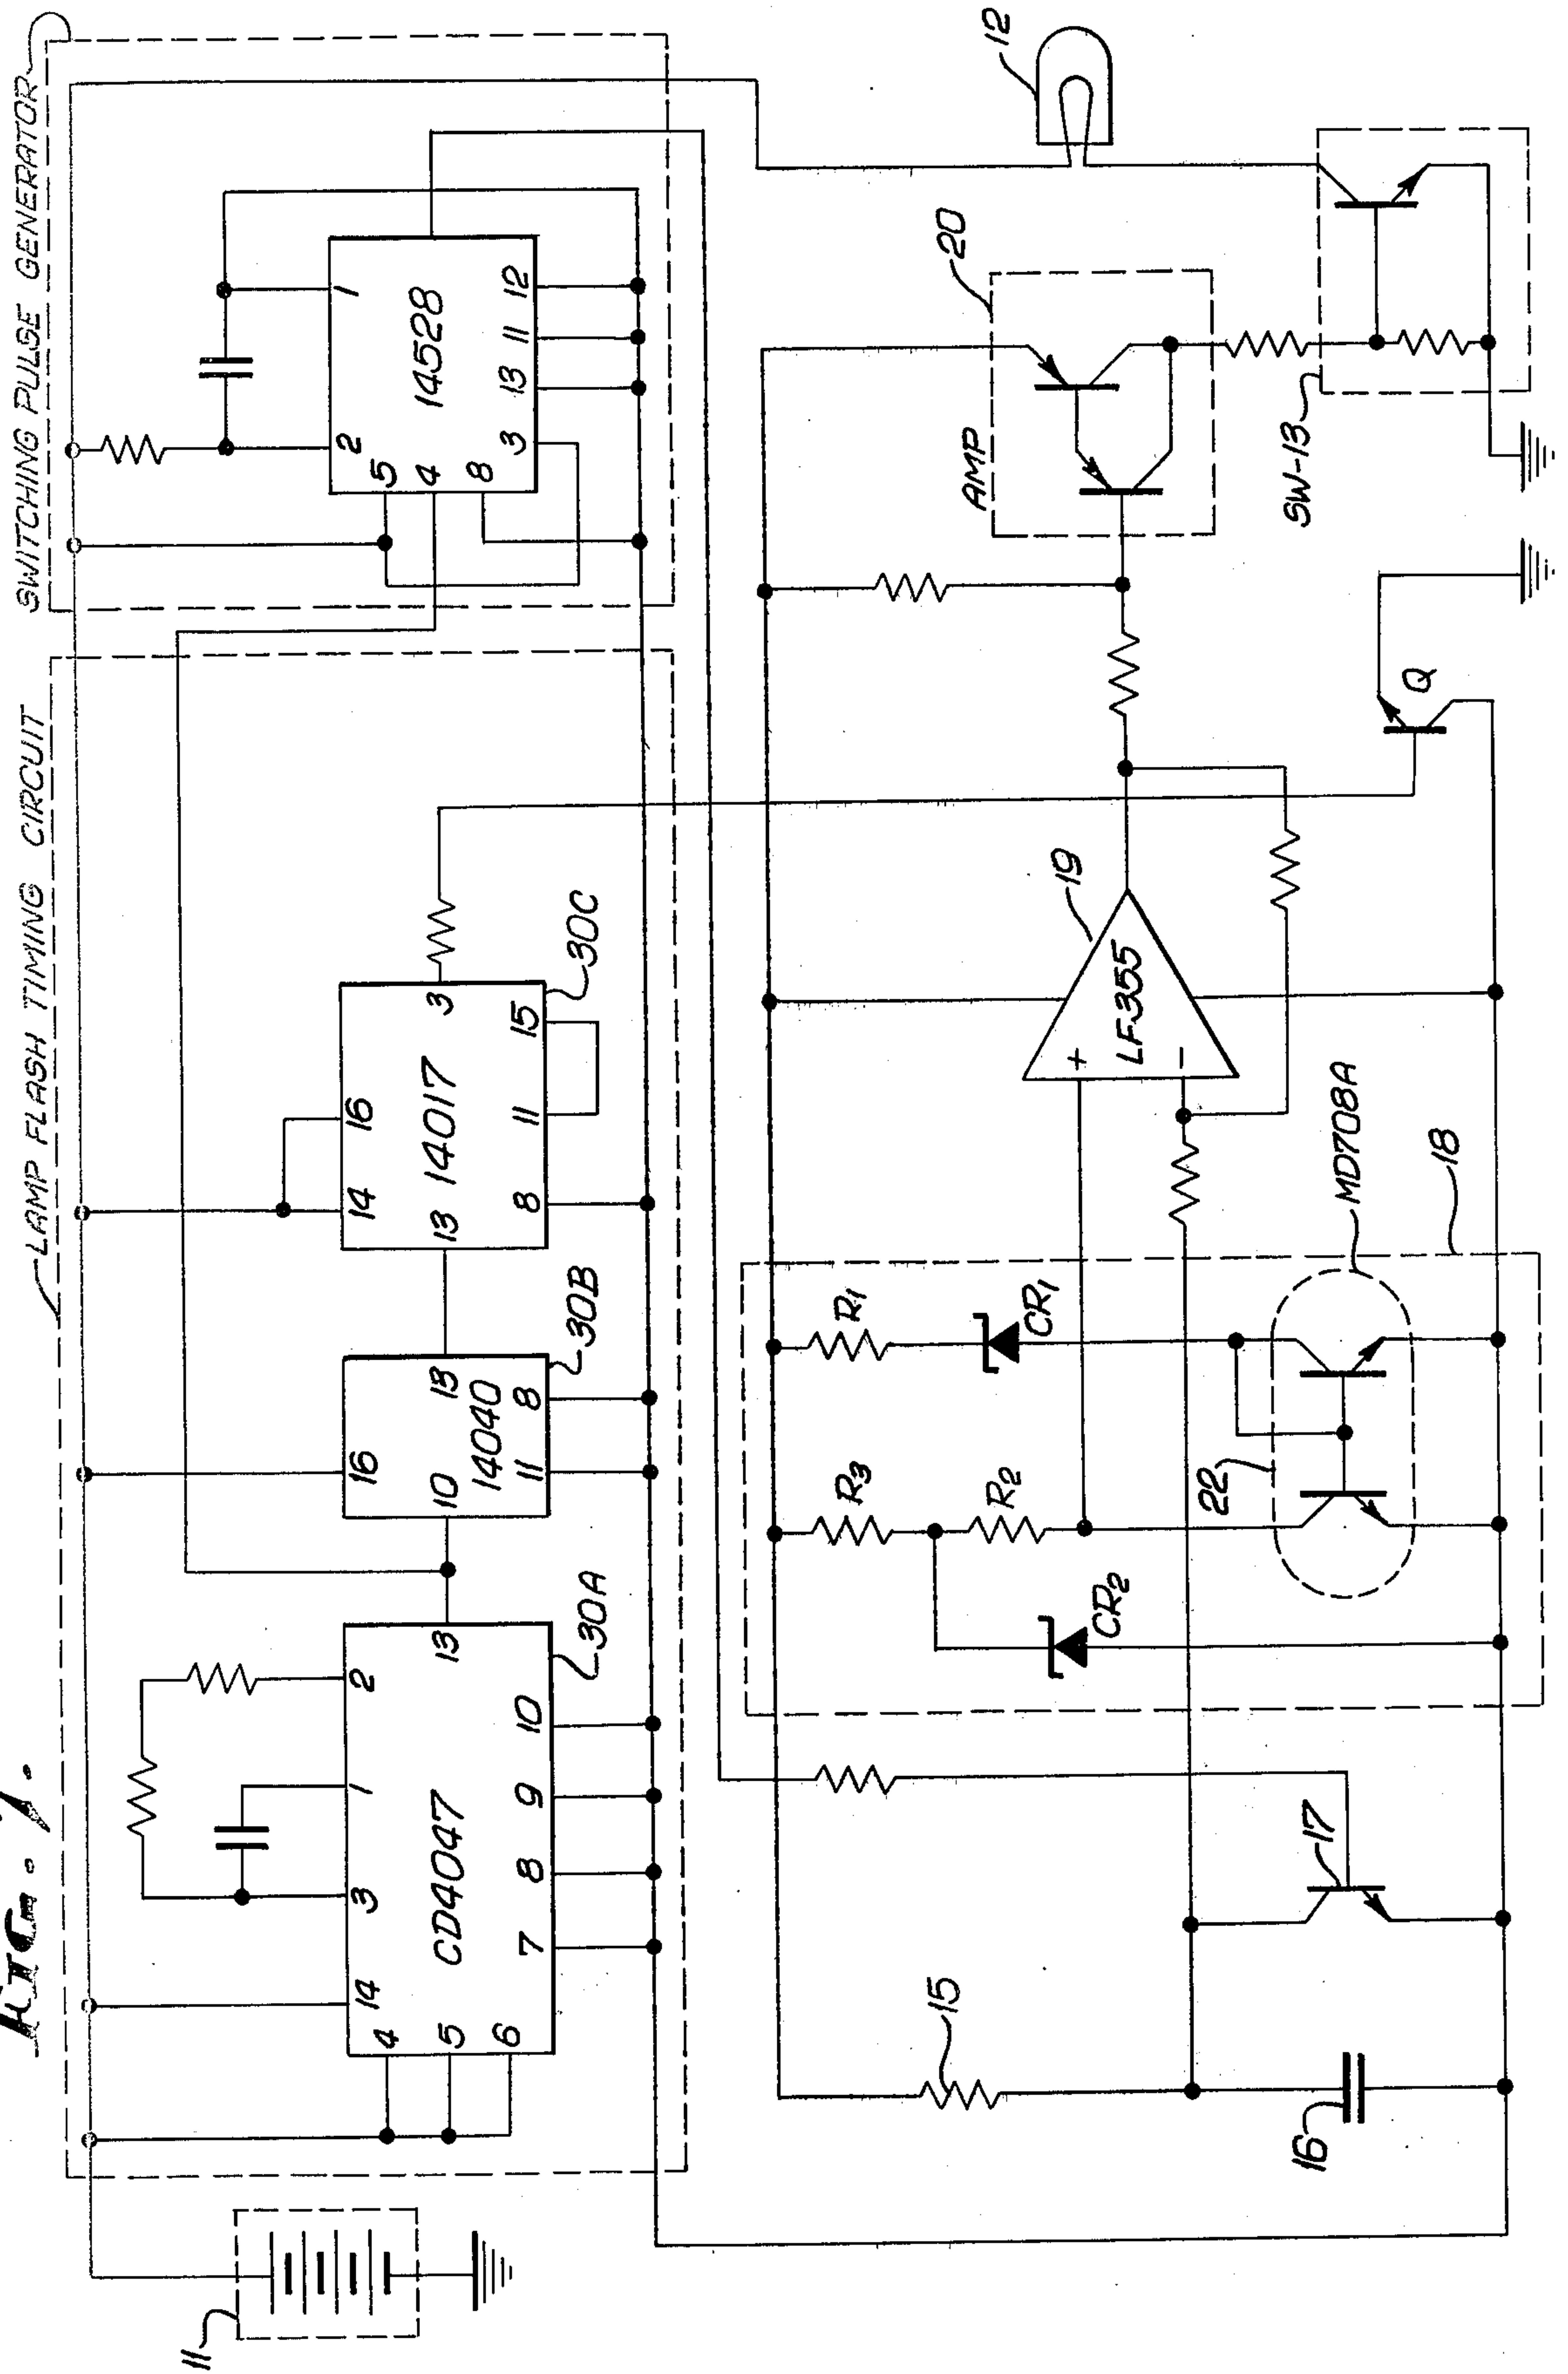 FIG. 7.
LAMP FLASH TIMING CIRCUIT
SWITCHING PULSE GENERATOR
11
14
3
1
2
4
5
6
CD4047
13
7
8
9
10
30A
16
10
14040
13
11
8
30B
14
16
13
14017
3
8
11
15
30C
2
1
5
4
8
14528
3
13
11
12
15
16
17
R3
R2
CR2
R1
CR1
22
MD708A
18
+
-
LF355
19
AMP
20
12
Q
SW-13